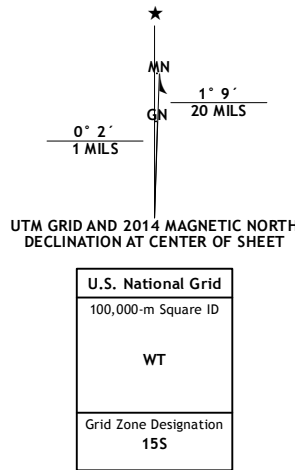 ★
MN
GN
1° 9´
20 MILS
0° 2´
1 MILS
UTM GRID AND 2014 MAGNETIC NORTH
DECLINATION AT CENTER OF SHEET
U.S. National Grid
100,000-m Square ID
WT
Grid Zone Designation
15S